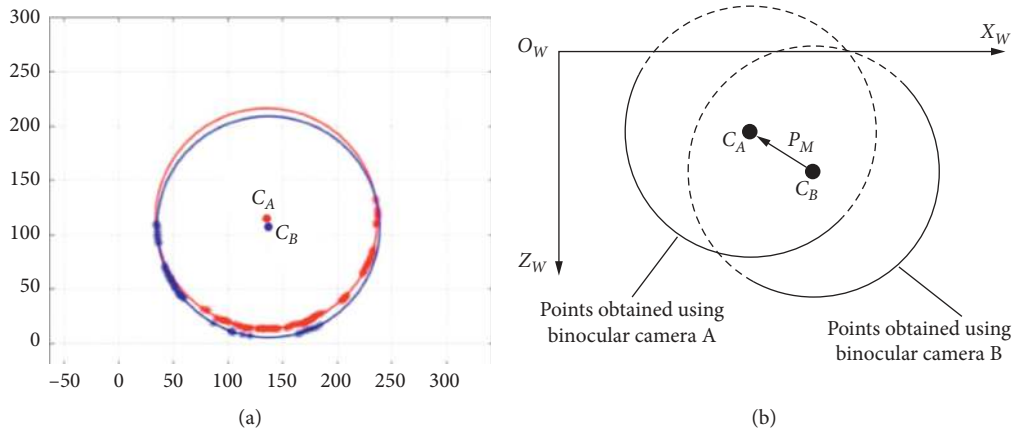 300
250
200
150
100
50
0
−50 0 50 100 150 200 250 300
C_A
C_B
(a)
O_W
X_W
C_A
P_M
C_B
Z_W
Points obtained using
binocular camera A
Points obtained using
binocular camera B
(b)